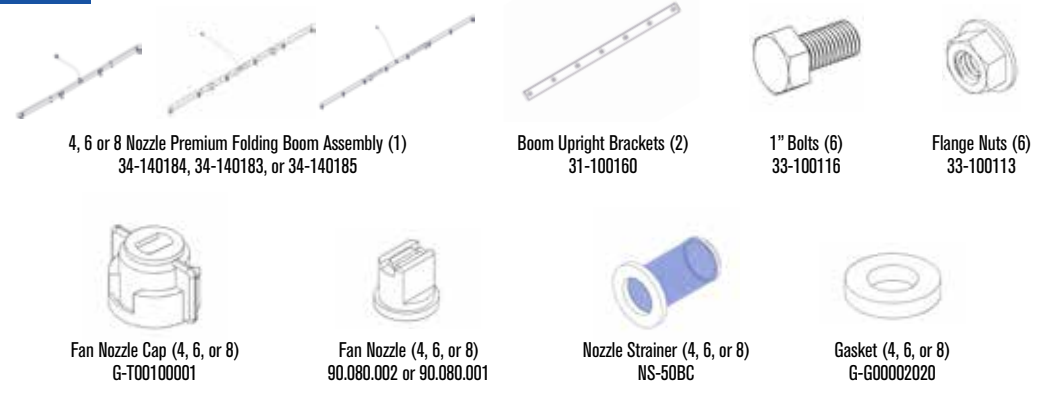 4, 6 or 8 Nozzle Premium Folding Boom Assembly (1)
34-140184, 34-140183, or 34-140185
Boom Upright Brackets (2)
31-100160
1” Bolts (6)
33-100116
Flange Nuts (6)
33-100113
Fan Nozzle Cap (4, 6, or 8)
G-T00100001
Fan Nozzle (4, 6, or 8)
90.080.002 or 90.080.001
Nozzle Strainer (4, 6, or 8)
NS-50BC
Gasket (4, 6, or 8)
G-G00002020